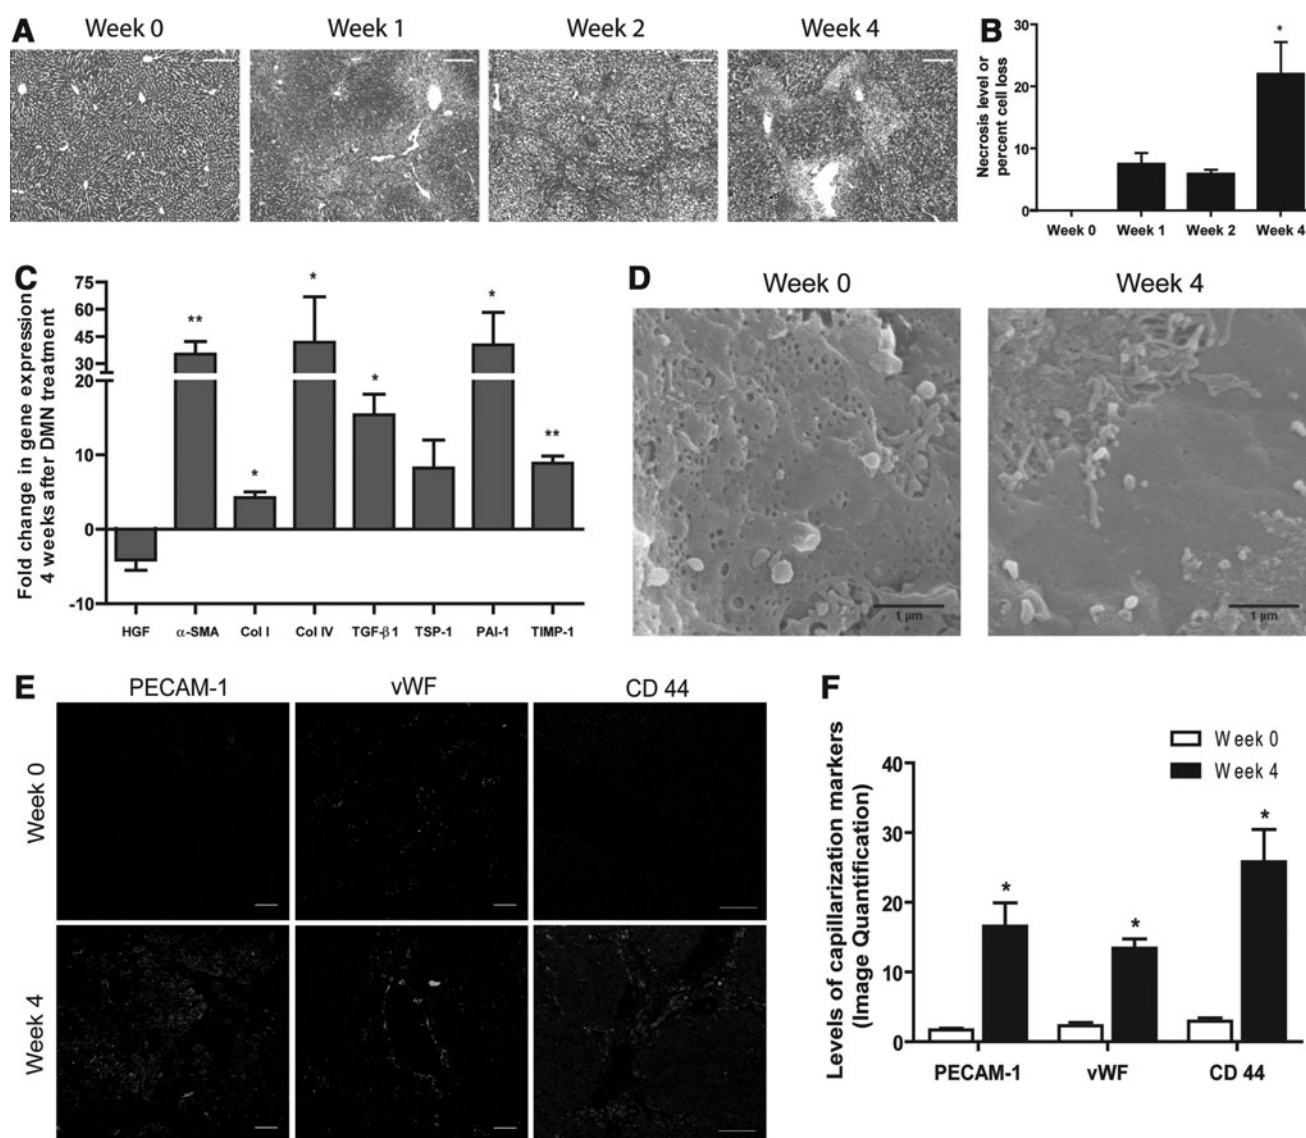 A
Week 0
Week 1
Week 2
Week 4
B
Necrosis level or
percent cell loss
30
20
10
0
*
Week 0
Week 1
Week 2
Week 4
C
Fold change in gene expression
4 weeks after DMN treatment
75
60
45
30
20
10
0
-10
**
*
*
*
*
**
HGF
α-SMA
Col I
Col IV
TGF-β1
TSP-1
PAI-1
TIMP-1
D
Week 0
Week 4
1 µm
1 µm
E
PECAM-1
vWF
CD 44
Week 0
Week 4
F
Levels of capillarization markers
(Image Quantification)
Week 0
Week 4
40
30
20
10
0
*
*
*
PECAM-1
vWF
CD 44